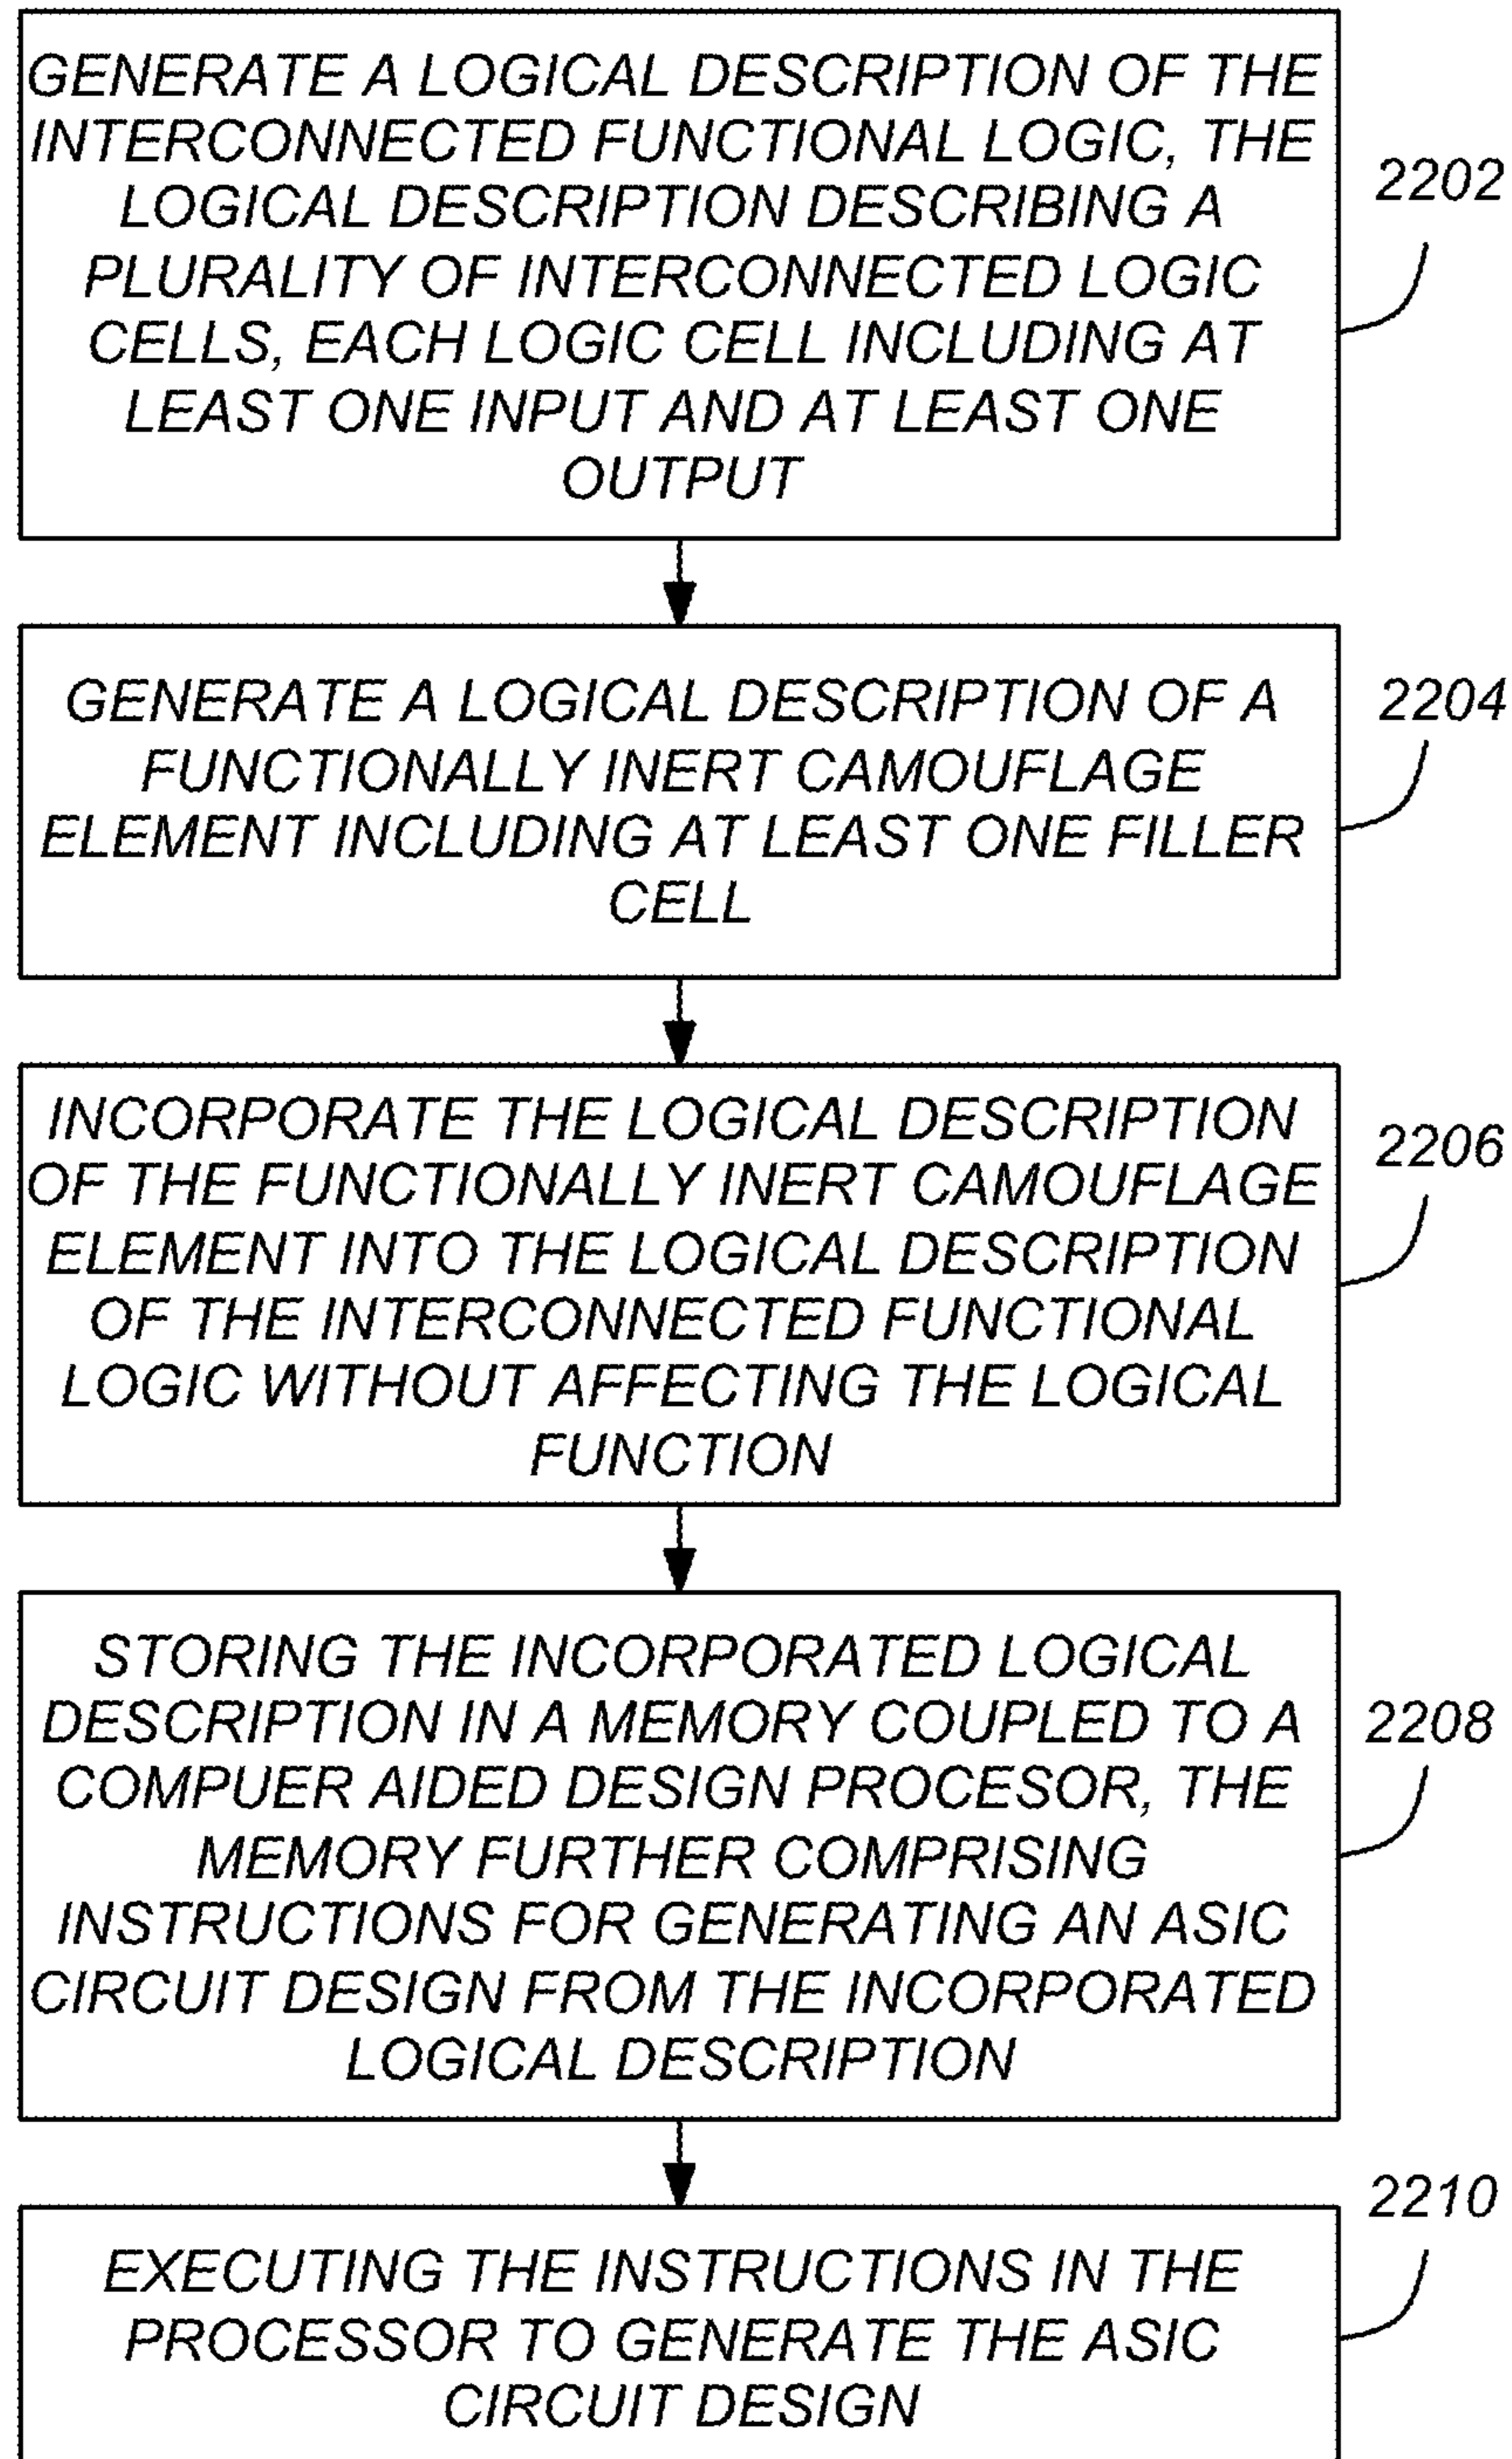 GENERATE A LOGICAL DESCRIPTION OF THE
INTERCONNECTED FUNCTIONAL LOGIC, THE
LOGICAL DESCRIPTION DESCRIBING A
PLURALITY OF INTERCONNECTED LOGIC
CELLS, EACH LOGIC CELL INCLUDING AT
LEAST ONE INPUT AND AT LEAST ONE
OUTPUT
2202
GENERATE A LOGICAL DESCRIPTION OF A
FUNCTIONALLY INERT CAMOUFLAGE
ELEMENT INCLUDING AT LEAST ONE FILLER
CELL
2204
INCORPORATE THE LOGICAL DESCRIPTION
OF THE FUNCTIONALLY INERT CAMOUFLAGE
ELEMENT INTO THE LOGICAL DESCRIPTION
OF THE INTERCONNECTED FUNCTIONAL
LOGIC WITHOUT AFFECTING THE LOGICAL
FUNCTION
2206
STORING THE INCORPORATED LOGICAL
DESCRIPTION IN A MEMORY COUPLED TO A
COMPUER AIDED DESIGN PROCESOR, THE
MEMORY FURTHER COMPRISING
INSTRUCTIONS FOR GENERATING AN ASIC
CIRCUIT DESIGN FROM THE INCORPORATED
LOGICAL DESCRIPTION
2208
EXECUTING THE INSTRUCTIONS IN THE
PROCESSOR TO GENERATE THE ASIC
CIRCUIT DESIGN
2210